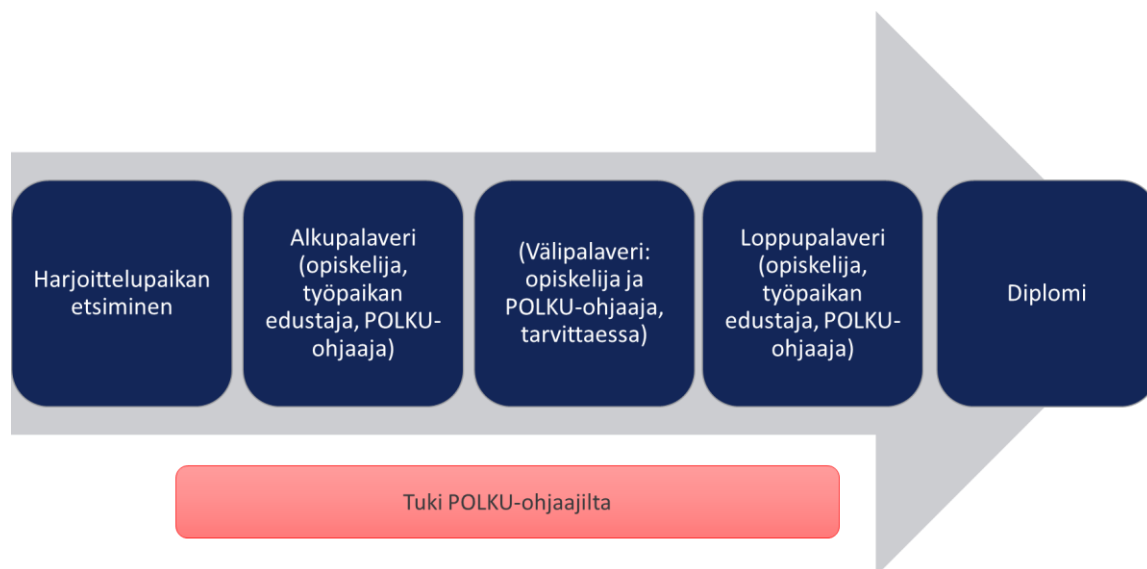 Harjoittelupaikan
etsiminen
Alkupalaveri
(opiskelija,
työpaikan
edustaja, POLKU-
ohjaaja)
(Välipalaveri:
opiskelija ja
POLKU-ohjaaja,
tarvittaessa)
Loppupalaveri
(opiskelija,
työpaikan
edustaja, POLKU-
ohjaaja)
Diplomi
Tuki POLKU-ohjaajilta